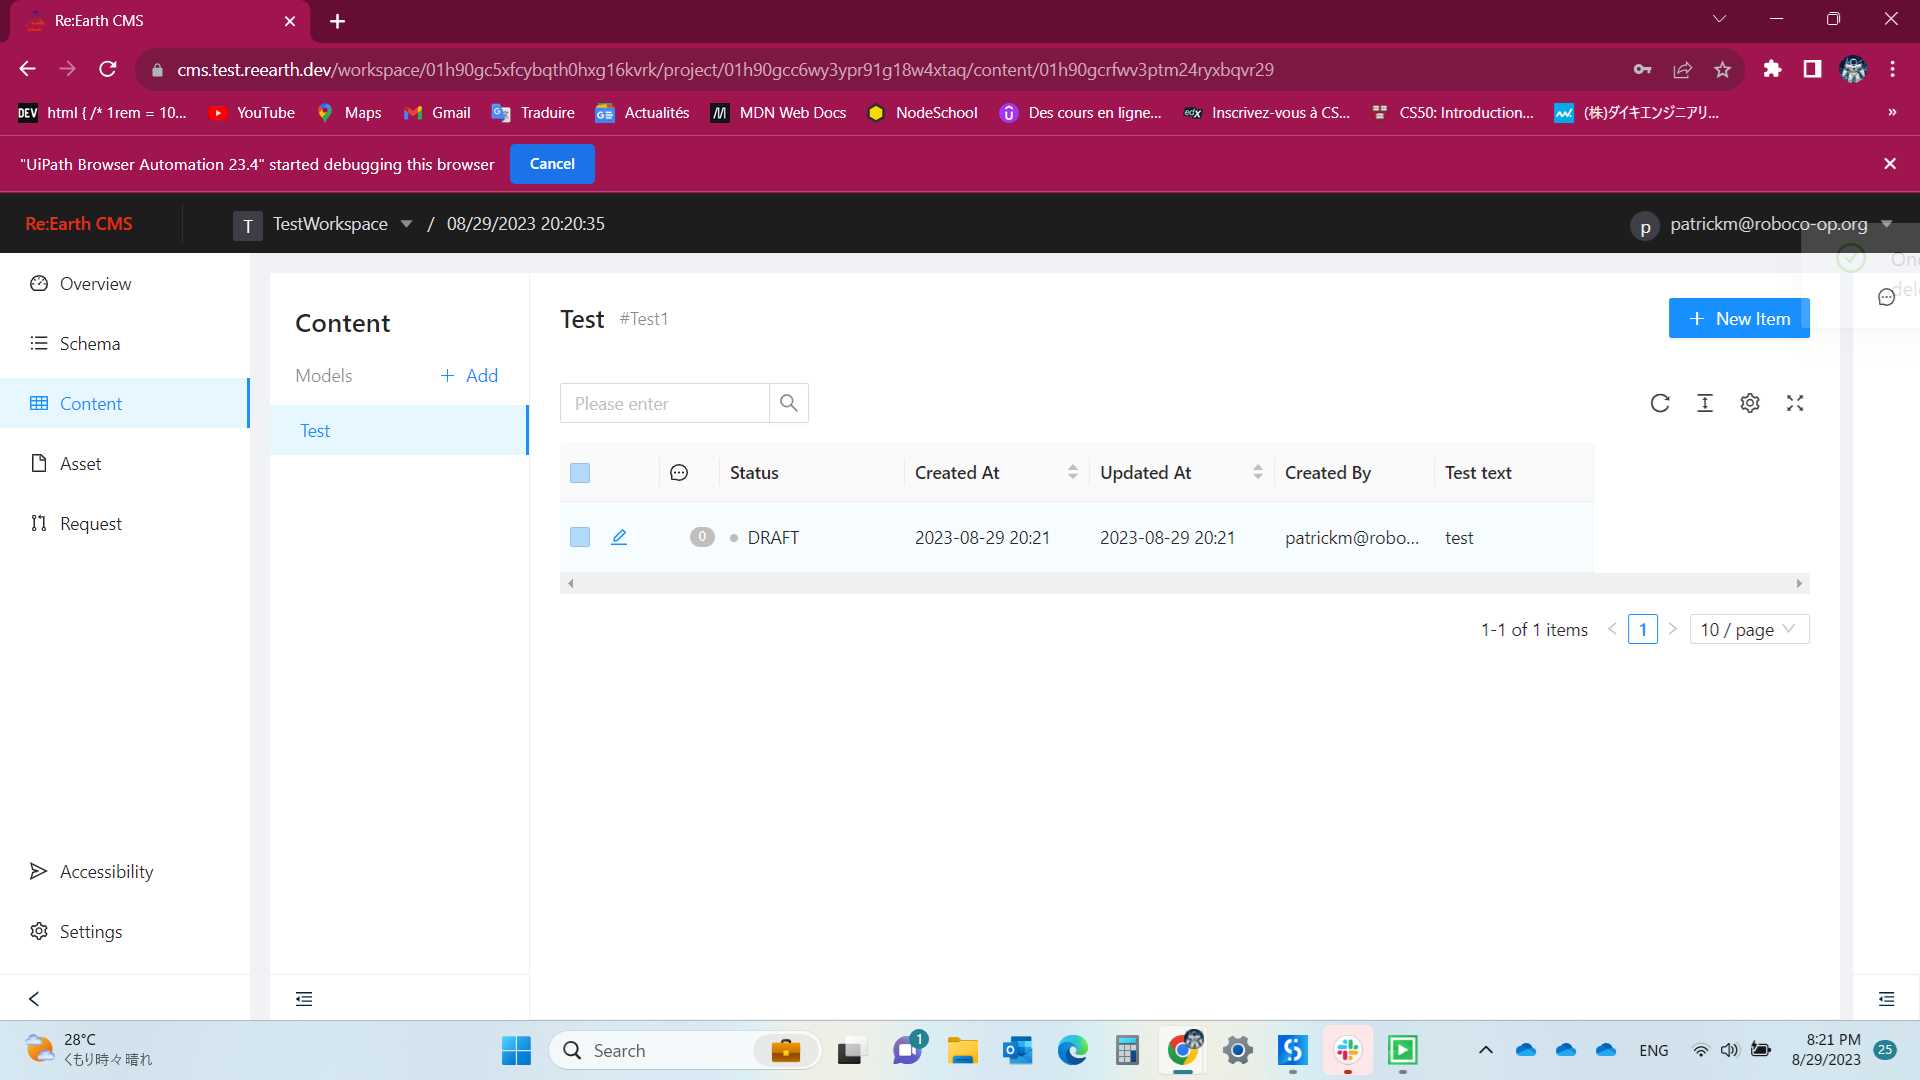 Re:Earth CMS
cms.test.reearth.dev/workspace/01h90gc5xfcybqth0hxg16kvrk/project/01h90gcc6wy3ypr91g18w4xtaq/content/01h90gcrfwv3ptm24ryxbqvr29
DEV html { /* 1rem = 10... YouTube Maps Gmail Traduire Actualités MDN Web Docs NodeSchool Des cours en ligne... edX Inscrivez-vous à CS... CS50: Introduction... (株)ダイキエンジニアリ... »
"UiPath Browser Automation 23.4" started debugging this browser Cancel
Re:Earth CMS T TestWorkspace / 08/29/2023 20:20:35 p patrickm@roboco-op.org
Overview
Schema
Content
Asset
Request
Accessibility
Settings
Content
Models + Add
Test
Test #Test1
+ New Item
Please enter
Status Created At Updated At Created By Test text
0 DRAFT 2023-08-29 20:21 2023-08-29 20:21 patrickm@robo... test
1-1 of 1 items < 1 > 10 / page
28°C
くもり時々晴れ
Search
1
ENG
8:21 PM
8/29/2023
25